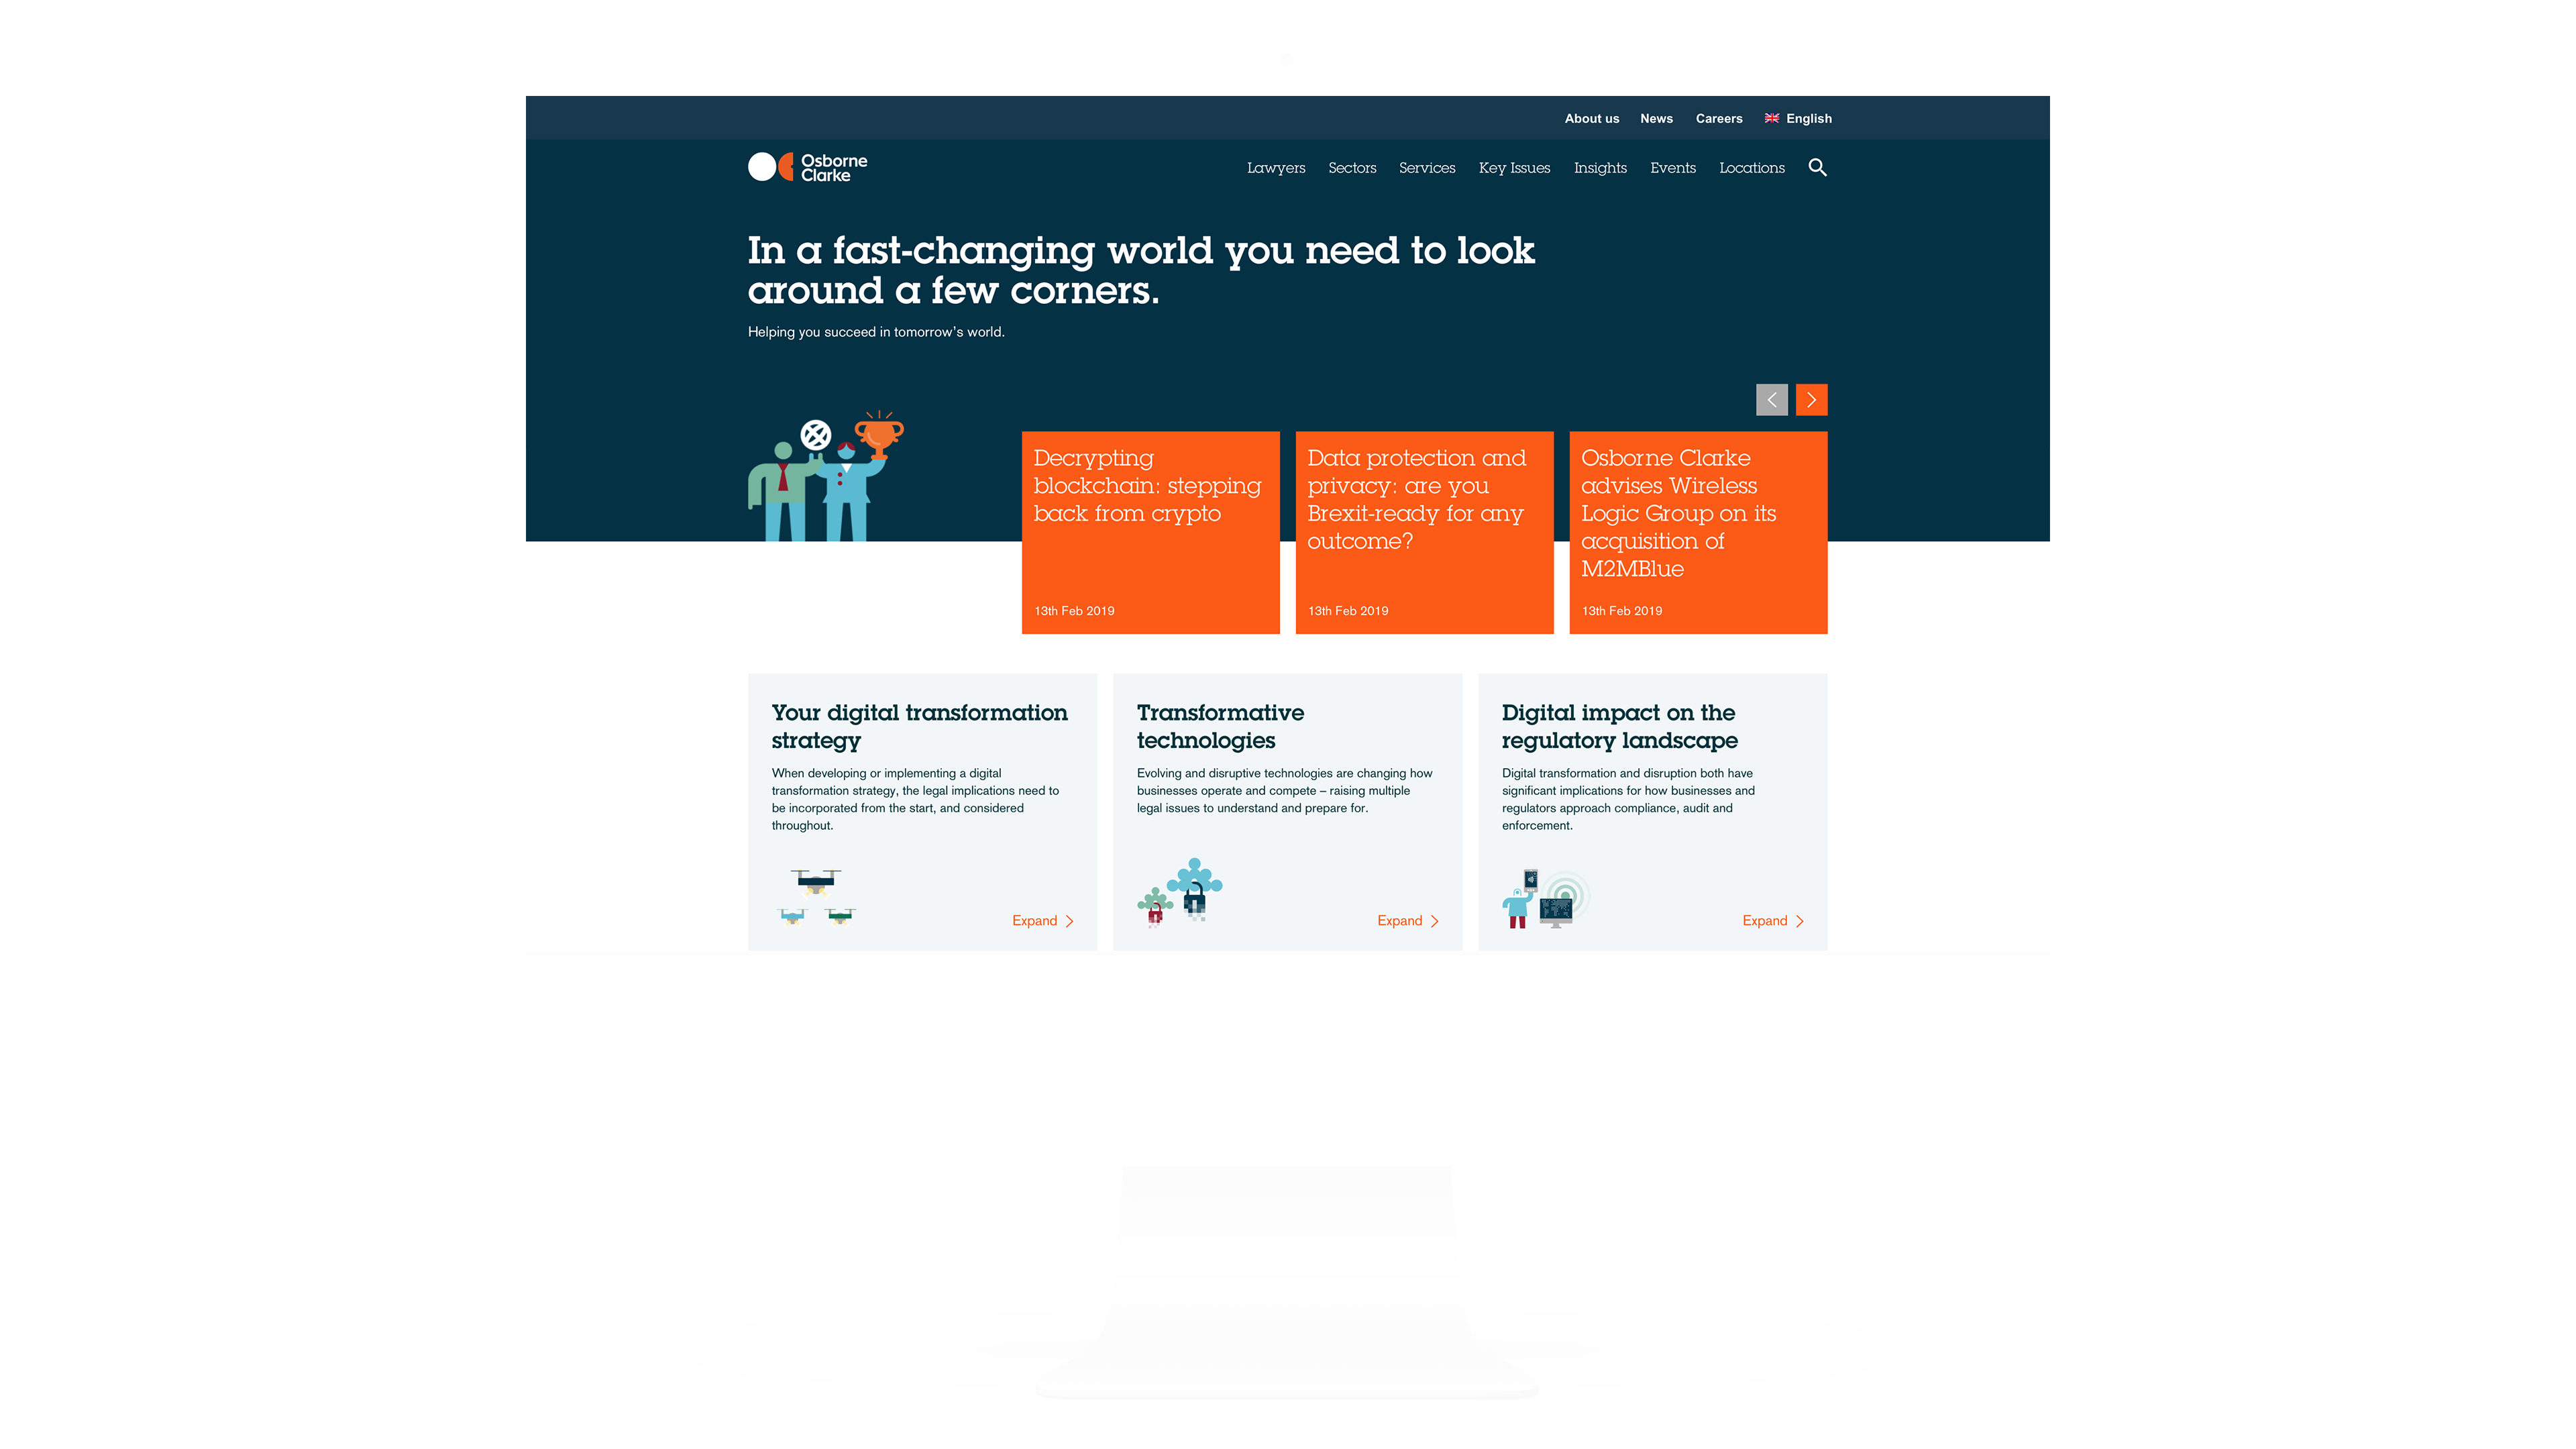 About us News Careers English
Osborne
Clarke
Lawyers Sectors Services Key Issues Insights Events Locations
In a fast-changing world you need to look
around a few corners.
Helping you succeed in tomorrow's world.
Decrypting
blockchain: stepping
back from crypto
13th Feb 2019
Data protection and
privacy: are you
Brexit-ready for any
outcome?
13th Feb 2019
Osborne Clarke
advises Wireless
Logic Group on its
acquisition of
M2MBlue
13th Feb 2019
Your digital transformation
strategy
When developing or implementing a digital
transformation strategy, the legal implications need to
be incorporated from the start, and considered
throughout.
Expand
Transformative
technologies
Evolving and disruptive technologies are changing how
businesses operate and compete – raising multiple
legal issues to understand and prepare for.
Expand
Digital impact on the
regulatory landscape
Digital transformation and disruption both have
significant implications for how businesses and
regulators approach compliance, audit and
enforcement.
Expand